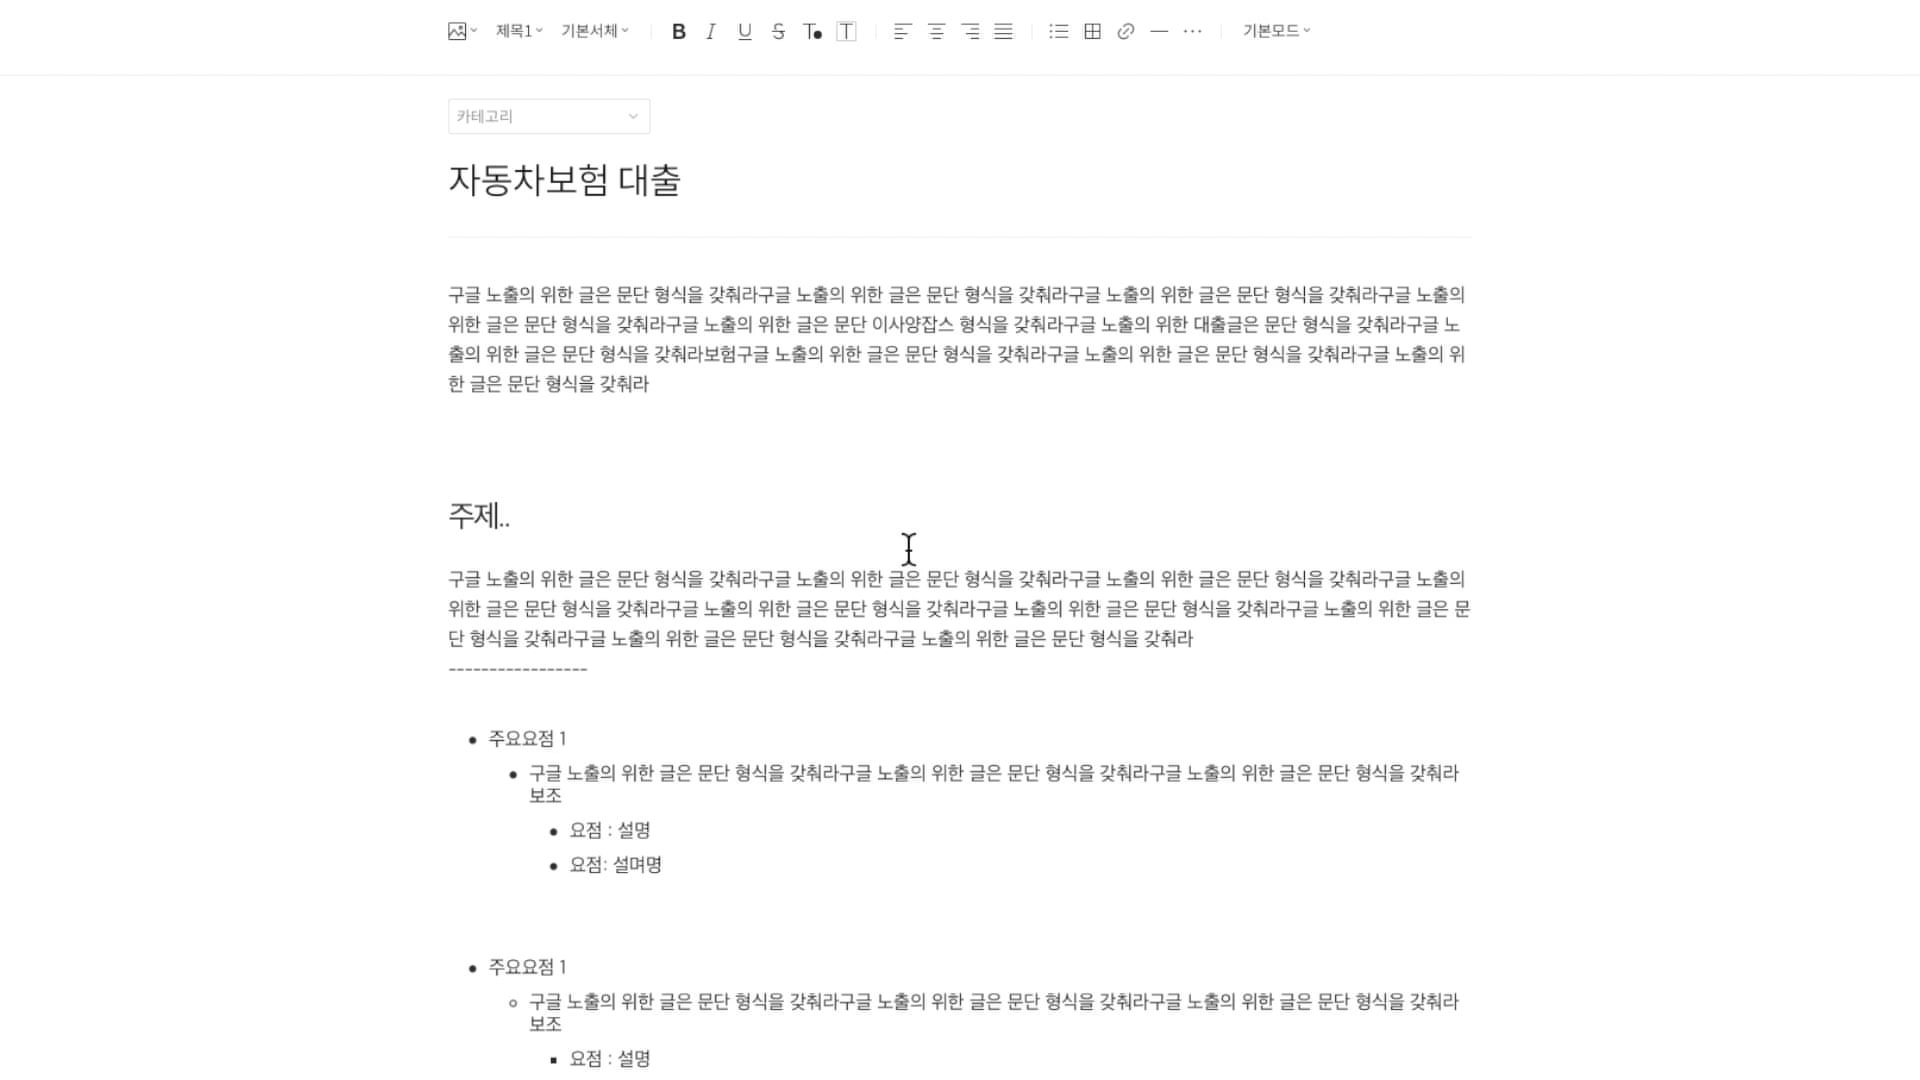 제목1 기본서체 B I U S T T 기본모드
카테고리
자동차보험 대출
구글 노출의 위한 글은 문단 형식을 갖춰라구글 노출의 위한 글은 문단 형식을 갖춰라구글 노출의 위한 글은 문단 형식을 갖춰라구글 노출의
위한 글은 문단 형식을 갖춰라구글 노출의 위한 글은 문단 이사양잡스 형식을 갖춰라구글 노출의 위한 대출글은 문단 형식을 갖춰라구글 노
출의 위한 글은 문단 형식을 갖춰라보험구글 노출의 위한 글은 문단 형식을 갖춰라구글 노출의 위한 글은 문단 형식을 갖춰라구글 노출의 위
한 글은 문단 형식을 갖춰라
주제..
구글 노출의 위한 글은 문단 형식을 갖춰라구글 노출의 위한 글은 문단 형식을 갖춰라구글 노출의 위한 글은 문단 형식을 갖춰라구글 노출의
위한 글은 문단 형식을 갖춰라구글 노출의 위한 글은 문단 형식을 갖춰라구글 노출의 위한 글은 문단 형식을 갖춰라구글 노출의 위한 글은 문
단 형식을 갖춰라구글 노출의 위한 글은 문단 형식을 갖춰라구글 노출의 위한 글은 문단 형식을 갖춰라
-----------------
• 주요요점 1
• 구글 노출의 위한 글은 문단 형식을 갖춰라구글 노출의 위한 글은 문단 형식을 갖춰라구글 노출의 위한 글은 문단 형식을 갖춰라
보조
• 요점 : 설명
• 요점: 설며명
• 주요요점 1
◦ 구글 노출의 위한 글은 문단 형식을 갖춰라구글 노출의 위한 글은 문단 형식을 갖춰라구글 노출의 위한 글은 문단 형식을 갖춰라
보조
▪ 요점 : 설명